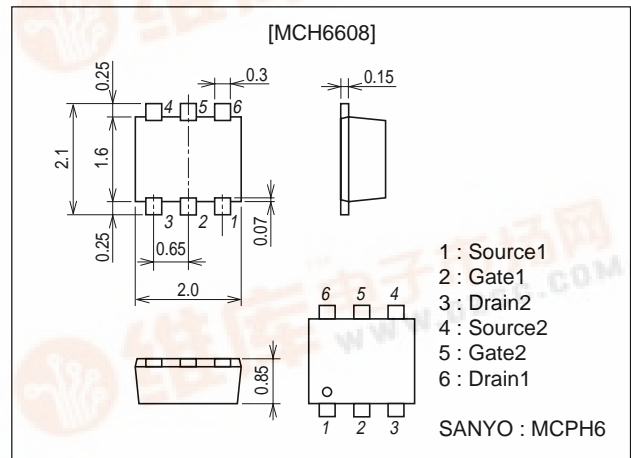 [MCH6608]
0.25
0.3
0.15
4 5 6
2.1
1.6
3 2 1
0.25
0.65
0.07
2.0
1 : Source1
2 : Gate1
3 : Drain2
4 : Source2
5 : Gate2
6 : Drain1
6 5 4
0.85
1 2 3
SANYO : MCPH6